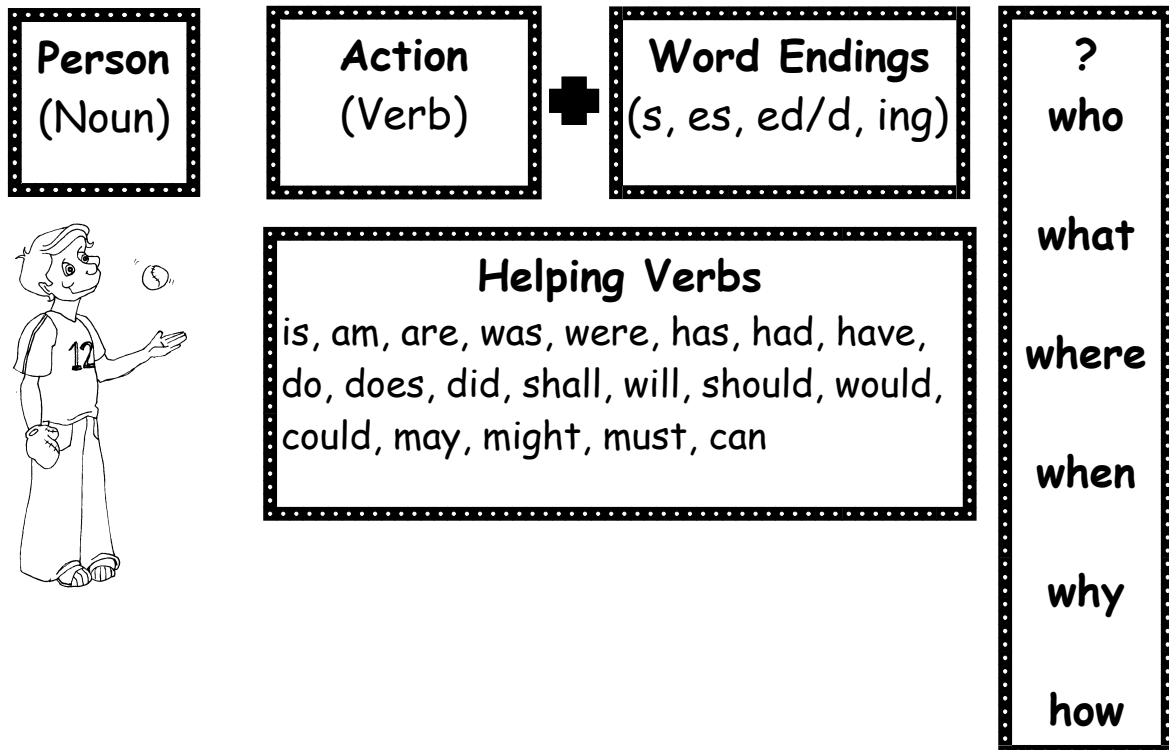 Person
(Noun)
Action
(Verb)
Word Endings
(s, es, ed/d, ing)
Helping Verbs
is, am, are, was, were, has, had, have,
do, does, did, shall, will, should, would,
could, may, might, must, can
?
who
what
where
when
why
how
12